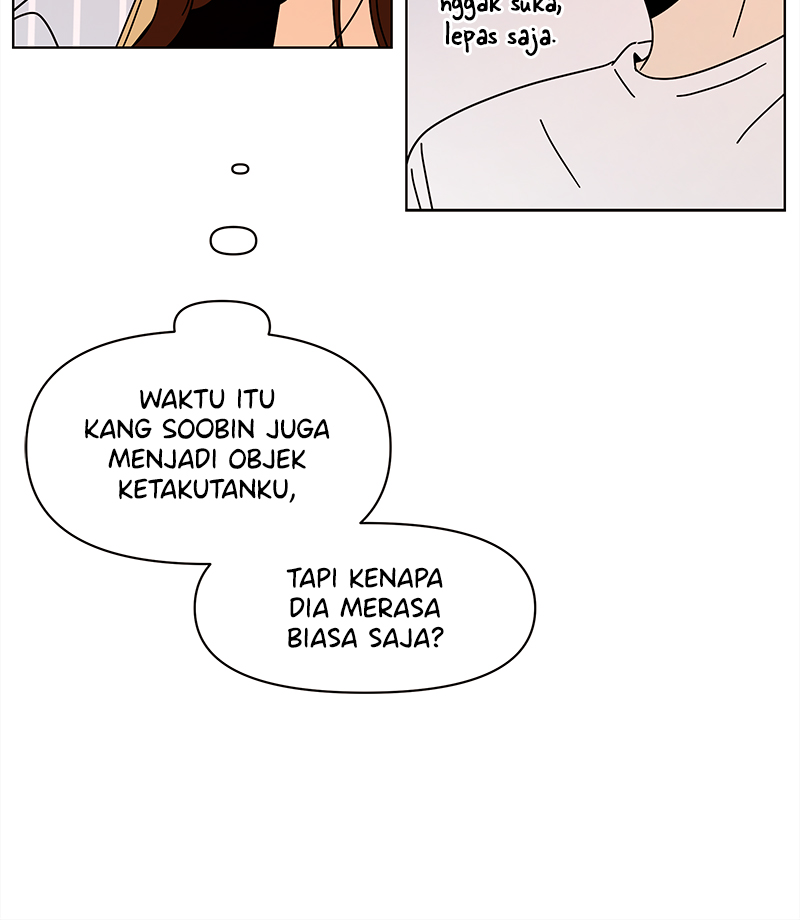 nggak suka,
lepas saja.
WAKTU ITU
KANG SOOBIN JUGA
MENJADI OBJEK
KETAKUTANKU,
TAPI KENAPA
DIA MERASA
BIASA SAJA?